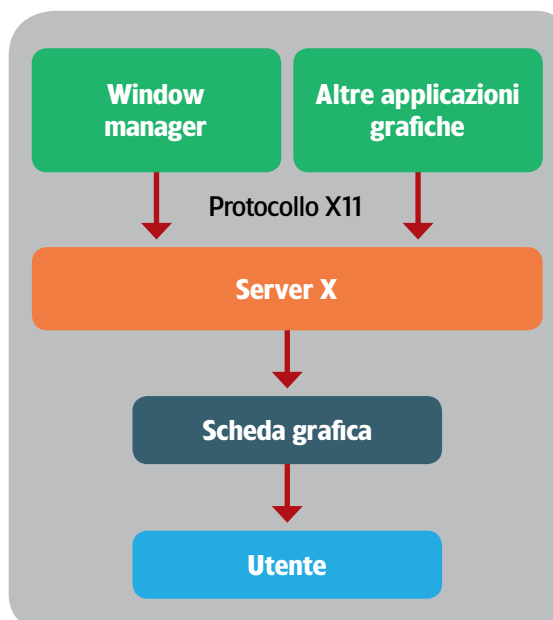 Window
manager
Altre applicazioni
grafiche
Protocollo X11
Server X
Scheda grafica
Utente